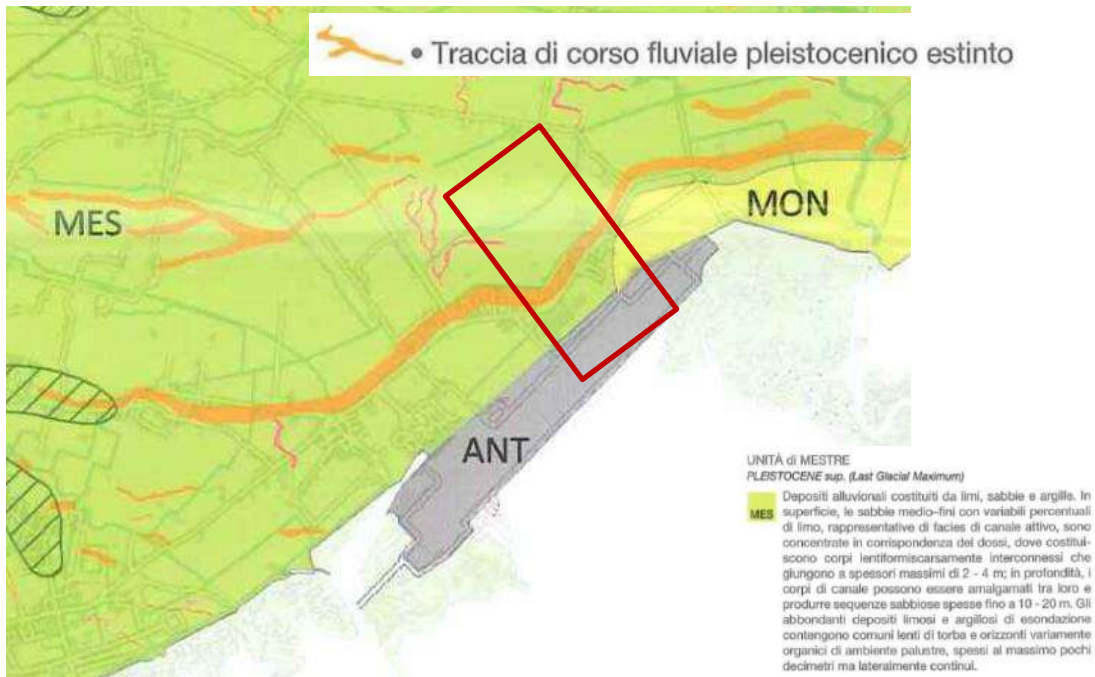 • Traccia di corso fluviale pleistocenico estinto
MES
MON
ANT
UNITÀ di MESTRE
PLEISTOCENE sup. (Last Glacial Maximum)
MES
Depositi alluvionali costituiti da limi, sabbie e argille. In
superficie, le sabbie medio-fini con variabili percentuali
di limo, rappresentative di facies di canale attivo, sono
concentrate in corrispondenza dei dossi, dove costitui-
scono corpi lentiformiscarsamente interconnessi che
giungono a spessori massimi di 2 - 4 m; in profondità, i
corpi di canale possono essere amalgamati tra loro e
produrre sequenze sabbiose spesse fino a 10 - 20 m. Gli
abbondanti depositi limosi e argillosi di esondazione
contengono comuni lenti di torba e orizzonti variamente
organici di ambiente palustre, spessi al massimo pochi
decimetri ma lateralmente continui.